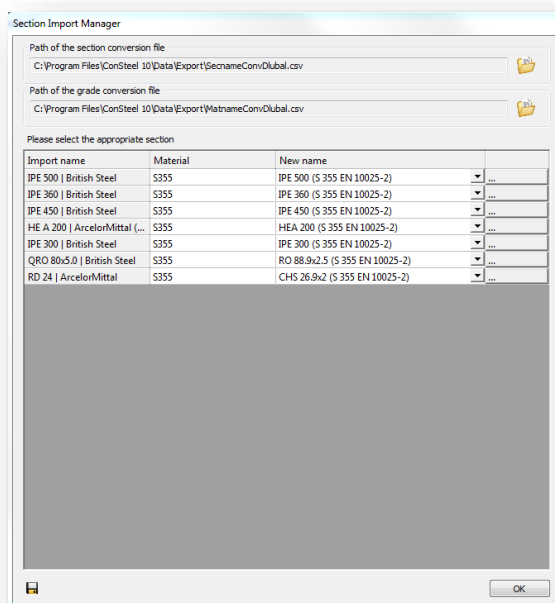 Section Import Manager
Path of the section conversion file
C:\Program Files\ConSteel 10\Data\Export\SecnameConvDlubal.csv
Path of the grade conversion file
C:\Program Files\ConSteel 10\Data\Export\MatnameConvDlubal.csv
Please select the appropriate section
Import name Material New name
IPE 500 | British Steel S355 IPE 500 (S 355 EN 10025-2) ...
IPE 360 | British Steel S355 IPE 360 (S 355 EN 10025-2) ...
IPE 450 | British Steel S355 IPE 450 (S 355 EN 10025-2) ...
HE A 200 | ArcelorMittal (... S355 HEA 200 (S 355 EN 10025-2) ...
IPE 300 | British Steel S355 IPE 300 (S 355 EN 10025-2) ...
QRO 80x5.0 | British Steel S355 RO 88.9x2.5 (S 355 EN 10025-2) ...
RD 24 | ArcelorMittal S355 CHS 26.9x2 (S 355 EN 10025-2) ...
OK